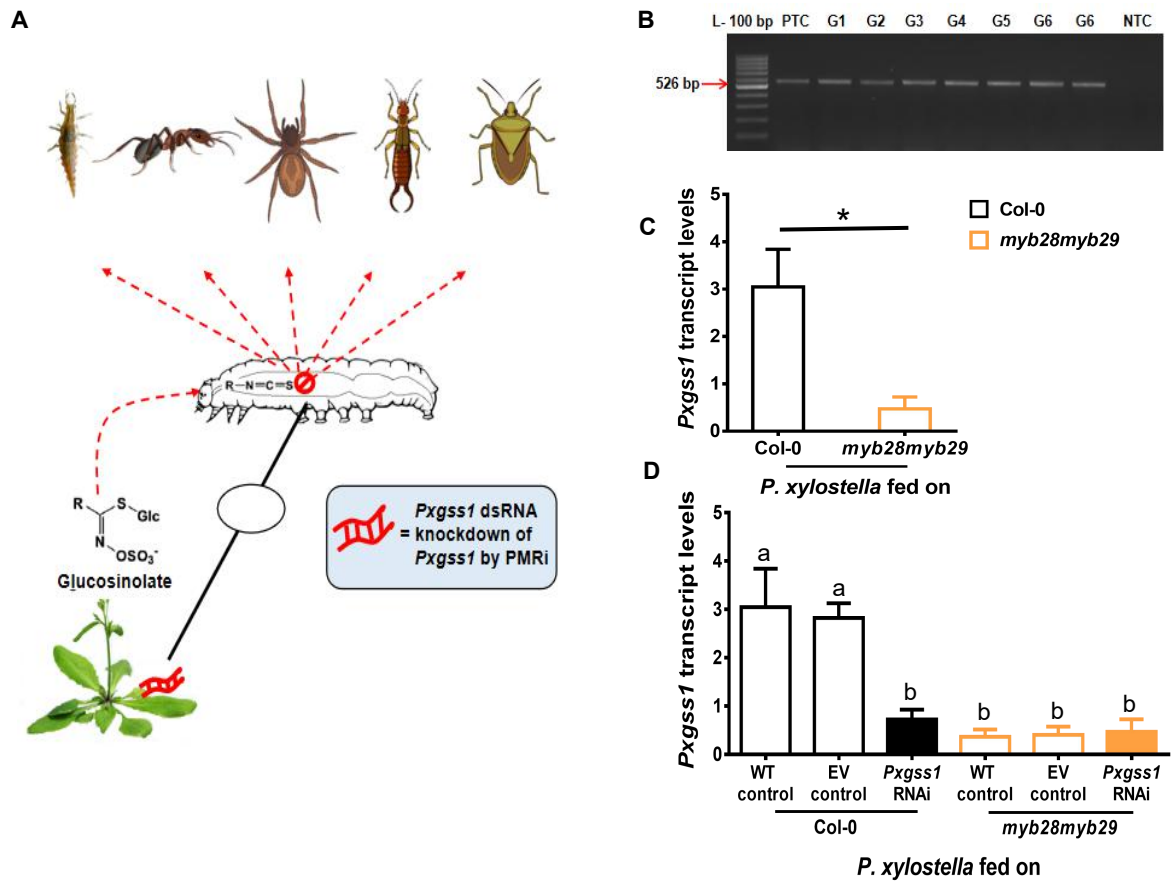 A
R–N=C=S
R
S
Glc
N
OSO₃⁻
Glucosinolate
Pxgss1 dsRNA
= knockdown of
Pxgss1 by PMRi
B
L- 100 bp PTC G1 G2 G3 G4 G5 G6 G6 NTC
526 bp
C
Pxgss1 transcript levels
5
4
3
2
1
0
*
Col-0
myb28myb29
Col-0 myb28myb29
P. xylostella fed on
D
Pxgss1 transcript levels
5
4
3
2
1
0
a a b b b b
WT EV Pxgss1 WT EV Pxgss1
control control RNAi control control RNAi
Col-0 myb28myb29
P. xylostella fed on